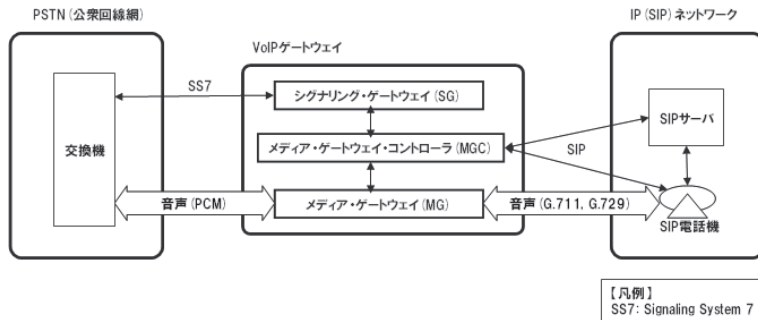 PSTN(公衆回線網)
IP(SIP)ネットワーク
VoIPゲートウェイ
SS7
シグナリング・ゲートウェイ(SG)
交換機
メディア・ゲートウェイ・コントローラ(MGC)
SIP
SIPサーバ
音声(PCM)
メディア・ゲートウェイ(MG)
音声(G.711, G.729)
SIP電話機
【凡例】
SS7: Signaling System 7